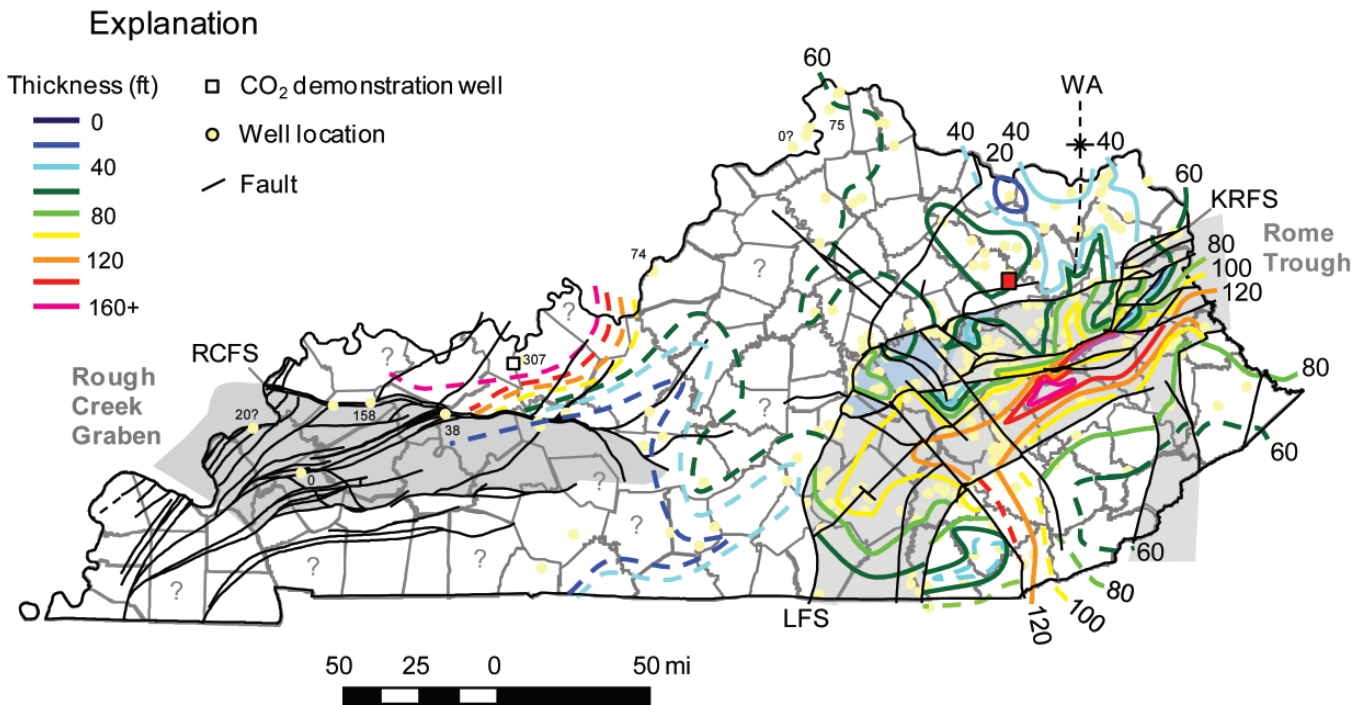 Explanation
Thickness (ft)
0
40
80
120
160+
CO₂ demonstration well
Well location
Fault
60
75
0?
40
40
20
WA
40
60
KRFS
Rome
Trough
80
100
120
74
?
?
?
307
RCFS
Rough
Creek
Graben
20?
158
38
0
?
?
80
60
60
?
?
?
?
?
LFS
120
100
80
50 25 0 50 mi